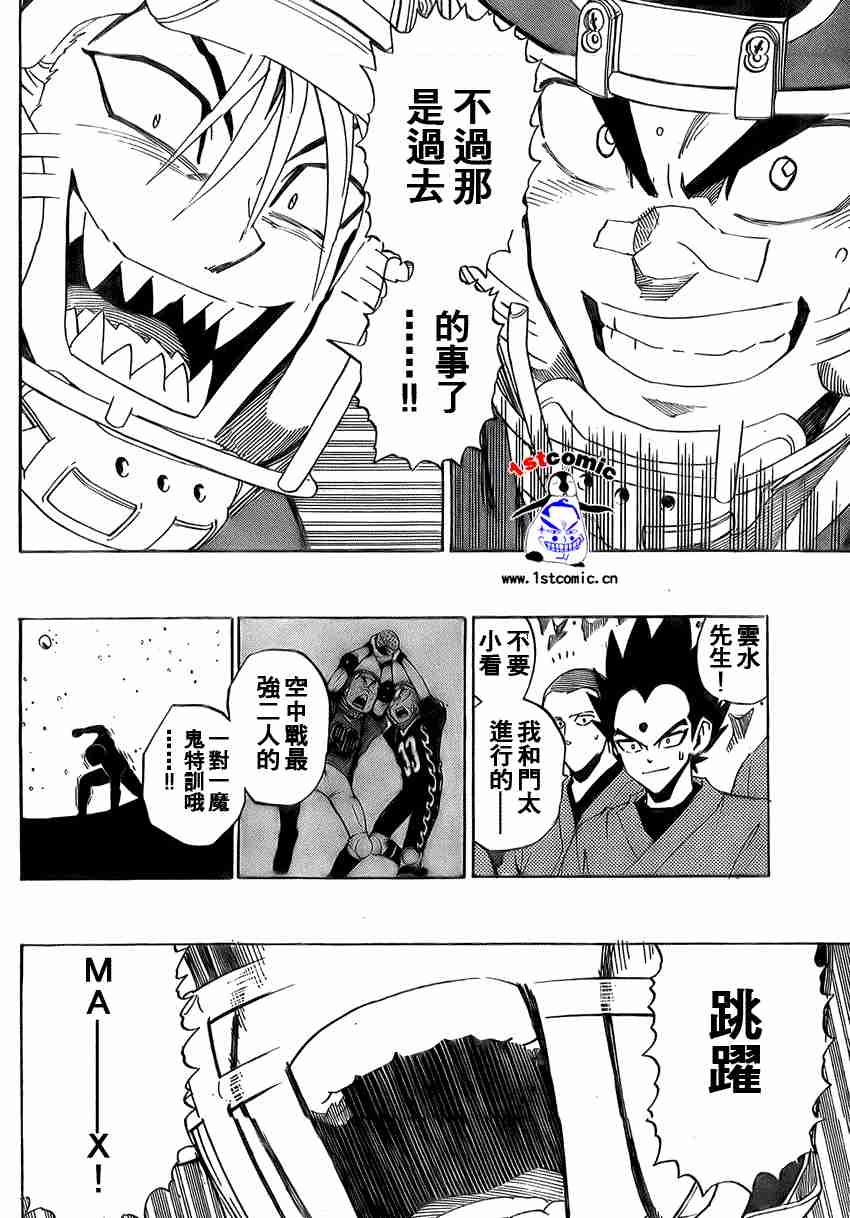 不過那
是過去
的事了
……!!
1stcomic
www.1stcomic.cn
雲水
先生!
不要
小看
我和門太
進行的——
空中戰最
強二人的
33
一對一魔
鬼特訓哦
……!!
跳躍
MA——X!